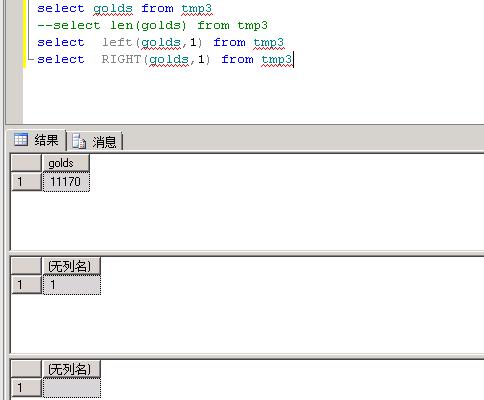 select golds from tmp3
--select len(golds) from tmp3
select  left(golds,1) from tmp3
select  RIGHT(golds,1) from tmp3
结果 消息
golds
1 11170
(无列名)
1 1
(无列名)
1